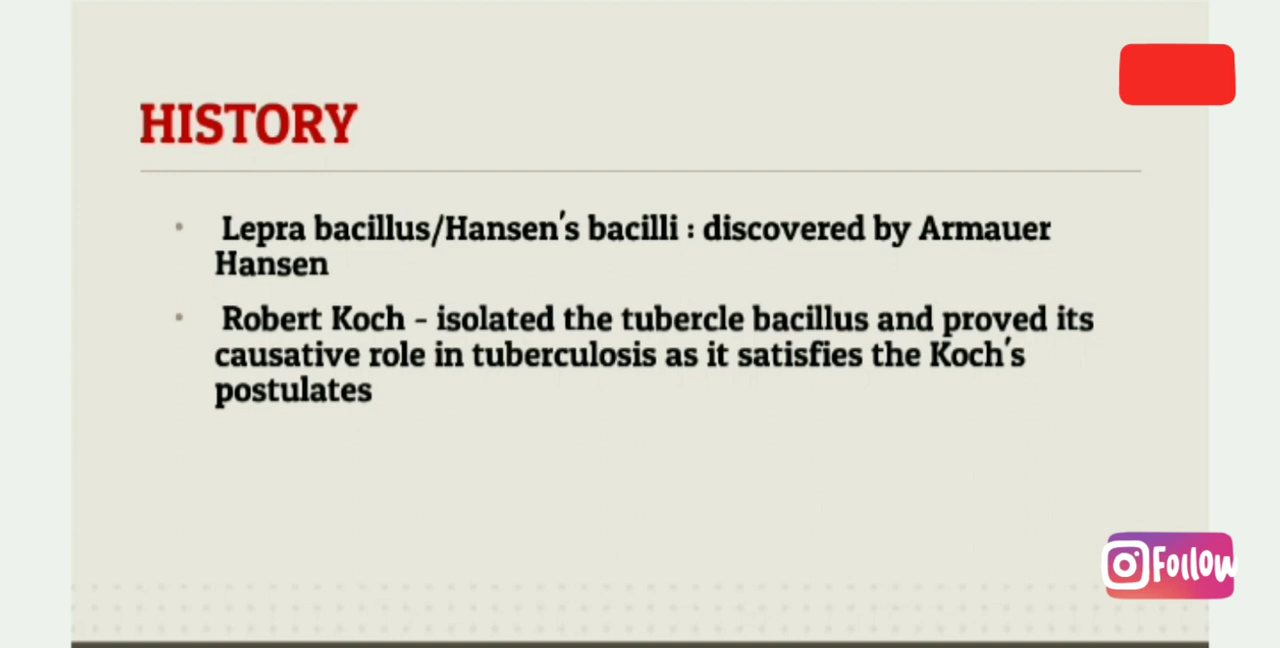 HISTORY
Lepra bacillus/Hansen's bacilli : discovered by Armauer
Hansen
Robert Koch - isolated the tubercle bacillus and proved its
causative role in tuberculosis as it satisfies the Koch's
postulates
Follow